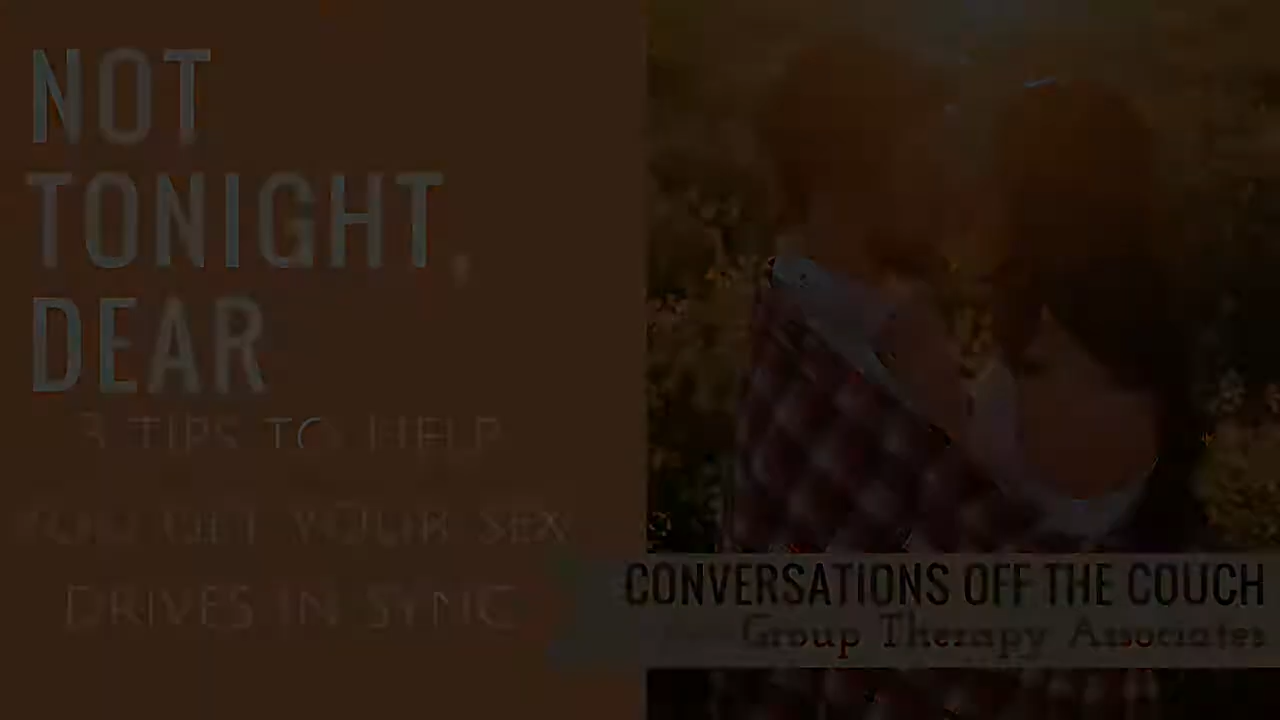 NOT
TONIGHT,
DEAR
3 TIPS TO HELP
YOU GET YOUR SEX
DRIVES IN SYNC
CONVERSATIONS OFF THE COUCH
Group Therapy Associates